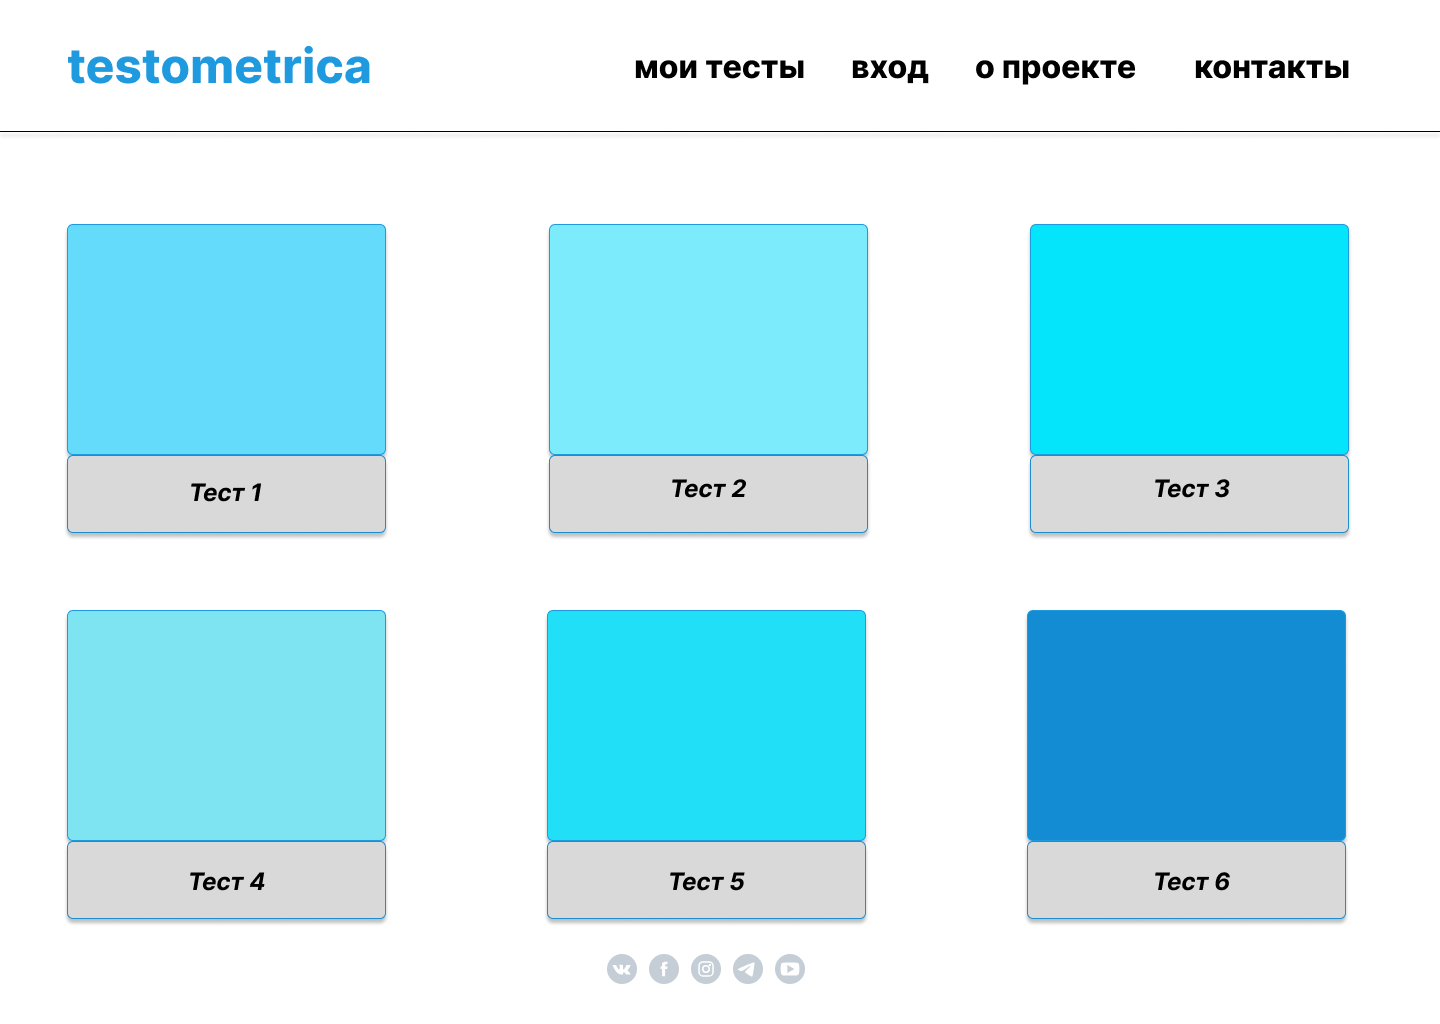 testometrica
мои тесты вход о проекте контакты
Тест 1
Тест 2
Тест 3
Тест 4
Тест 5
Тест 6